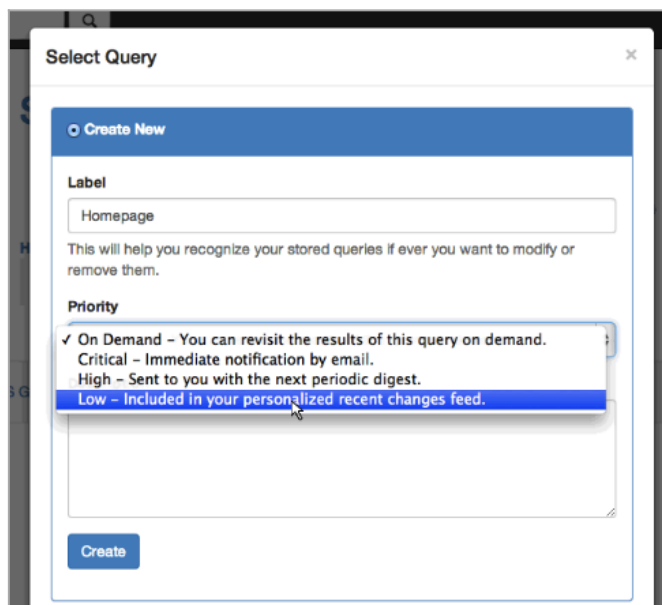 Select Query
×
Create New
Label
Homepage
This will help you recognize your stored queries if ever you want to modify or
remove them.
Priority
✓ On Demand – You can revisit the results of this query on demand.
Critical – Immediate notification by email.
High – Sent to you with the next periodic digest.
Low – Included in your personalized recent changes feed.
Create